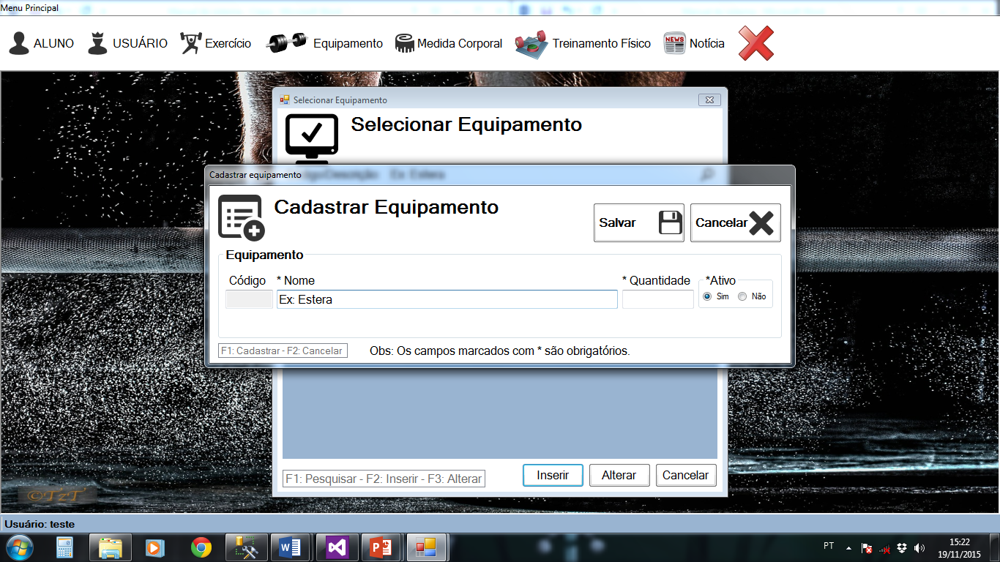 Menu Principal
ALUNO USUÁRIO Exercício Equipamento Medida Corporal NEWS Treinamento Físico Notícia
Selecionar Equipamento
Selecionar Equipamento
Descrição Ex: Estera
Cadastrar equipamento
Cadastrar Equipamento
Salvar Cancelar
Equipamento
Código * Nome * Quantidade *Ativo
Ex: Estera Sim Não
F1: Cadastrar - F2: Cancelar Obs: Os campos marcados com * são obrigatórios.
Inserir Alterar Cancelar
F1: Pesquisar - F2: Inserir - F3: Alterar
©TzT
Usuário: teste
PT 15:22
19/11/2015